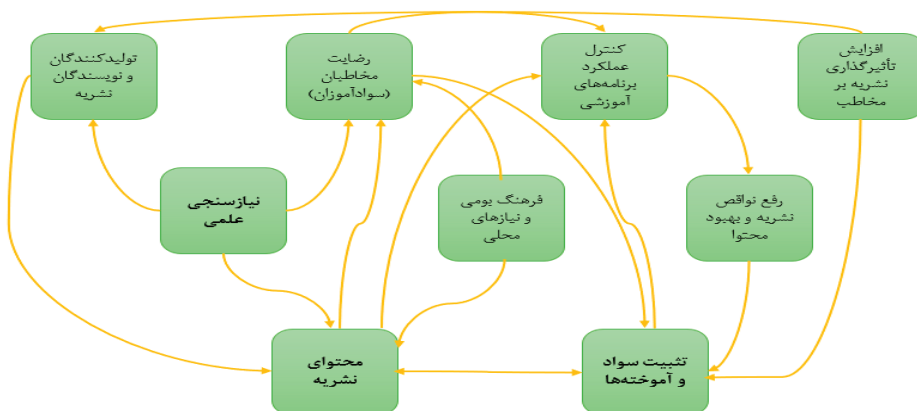 تولیدکنندگان
و نویسندگان
نشریه
رضایت
مخاطبان
(سوادآموزان)
کنترل
عملکرد
برنامه‌های
آموزشی
افزایش
تأثیرگذاری
نشریه بر
مخاطب
نیازسنجی
علمی
فرهنگ بومی
و نیازهای
محلی
رفع نواقص
نشریه و بهبود
محتوا
محتوای
نشریه
تثبیت سواد
و آموخته‌ها